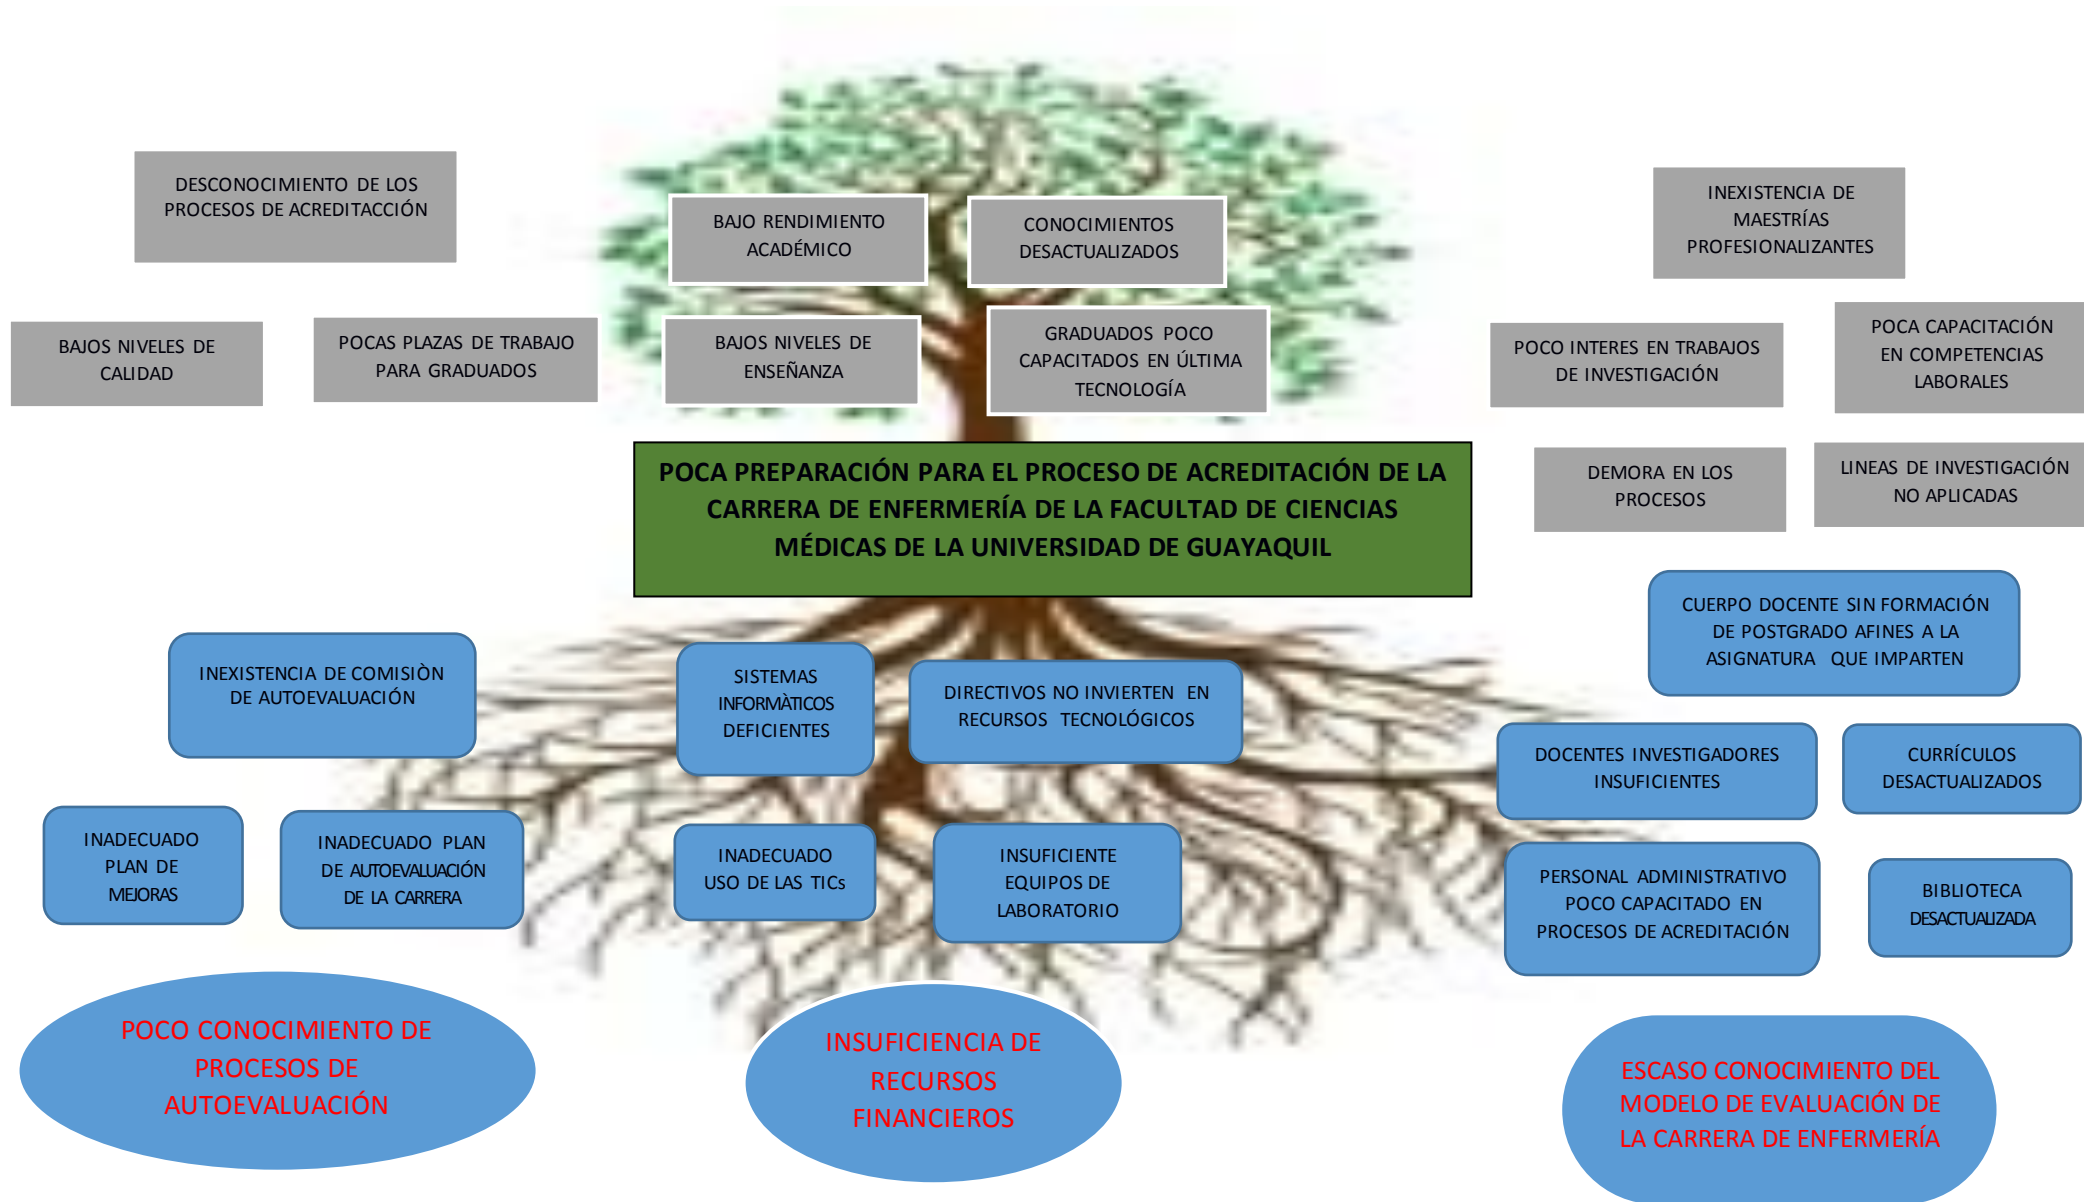 DESCONOCIMIENTO DE LOS
PROCESOS DE ACREDITACCIÓN
BAJO RENDIMIENTO
ACADÉMICO
CONOCIMIENTOS
DESACTUALIZADOS
INEXISTENCIA DE
MAESTRÍAS
PROFESIONALIZANTES
BAJOS NIVELES DE
CALIDAD
POCAS PLAZAS DE TRABAJO
PARA GRADUADOS
BAJOS NIVELES DE
ENSEÑANZA
GRADUADOS POCO
CAPACITADOS EN ÚLTIMA
TECNOLOGÍA
POCO INTERES EN TRABAJOS
DE INVESTIGACIÓN
POCA CAPACITACIÓN
EN COMPETENCIAS
LABORALES
POCA PREPARACIÓN PARA EL PROCESO DE ACREDITACIÓN DE LA
CARRERA DE ENFERMERÍA DE LA FACULTAD DE CIENCIAS
MÉDICAS DE LA UNIVERSIDAD DE GUAYAQUIL
DEMORA EN LOS
PROCESOS
LINEAS DE INVESTIGACIÓN
NO APLICADAS
CUERPO DOCENTE SIN FORMACIÓN
DE POSTGRADO AFINES A LA
ASIGNATURA QUE IMPARTEN
INEXISTENCIA DE COMISIÒN
DE AUTOEVALUACIÓN
SISTEMAS
INFORMÀTICOS
DEFICIENTES
DIRECTIVOS NO INVIERTEN EN
RECURSOS TECNOLÓGICOS
DOCENTES INVESTIGADORES
INSUFICIENTES
CURRÍCULOS
DESACTUALIZADOS
INADECUADO
PLAN DE
MEJORAS
INADECUADO PLAN
DE AUTOEVALUACIÓN
DE LA CARRERA
INADECUADO
USO DE LAS TICs
INSUFICIENTE
EQUIPOS DE
LABORATORIO
PERSONAL ADMINISTRATIVO
POCO CAPACITADO EN
PROCESOS DE ACREDITACIÓN
BIBLIOTECA
DESACTUALIZADA
POCO CONOCIMIENTO DE
PROCESOS DE
AUTOEVALUACIÓN
INSUFICIENCIA DE
RECURSOS
FINANCIEROS
ESCASO CONOCIMIENTO DEL
MODELO DE EVALUACIÓN DE
LA CARRERA DE ENFERMERÍA